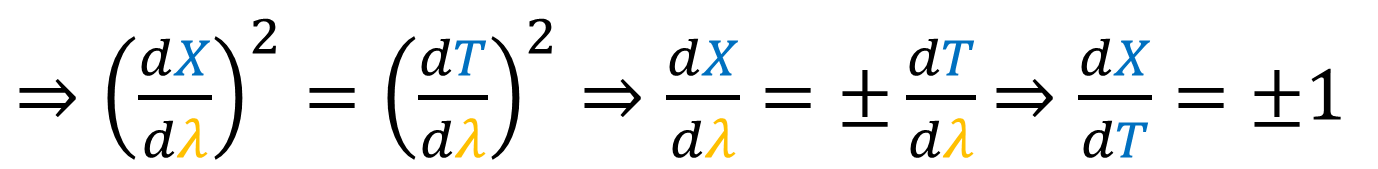 ⇒ (dX/dλ)² = (dT/dλ)² ⇒ dX/dλ = ± dT/dλ ⇒ dX/dT = ±1